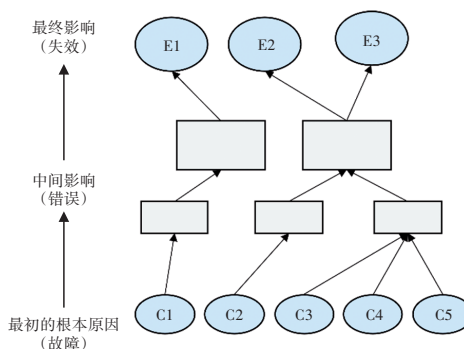 最终影响
（失效）
E1
E2
E3
中间影响
（错误）
最初的根本原因
（故障）
C1
C2
C3
C4
C5